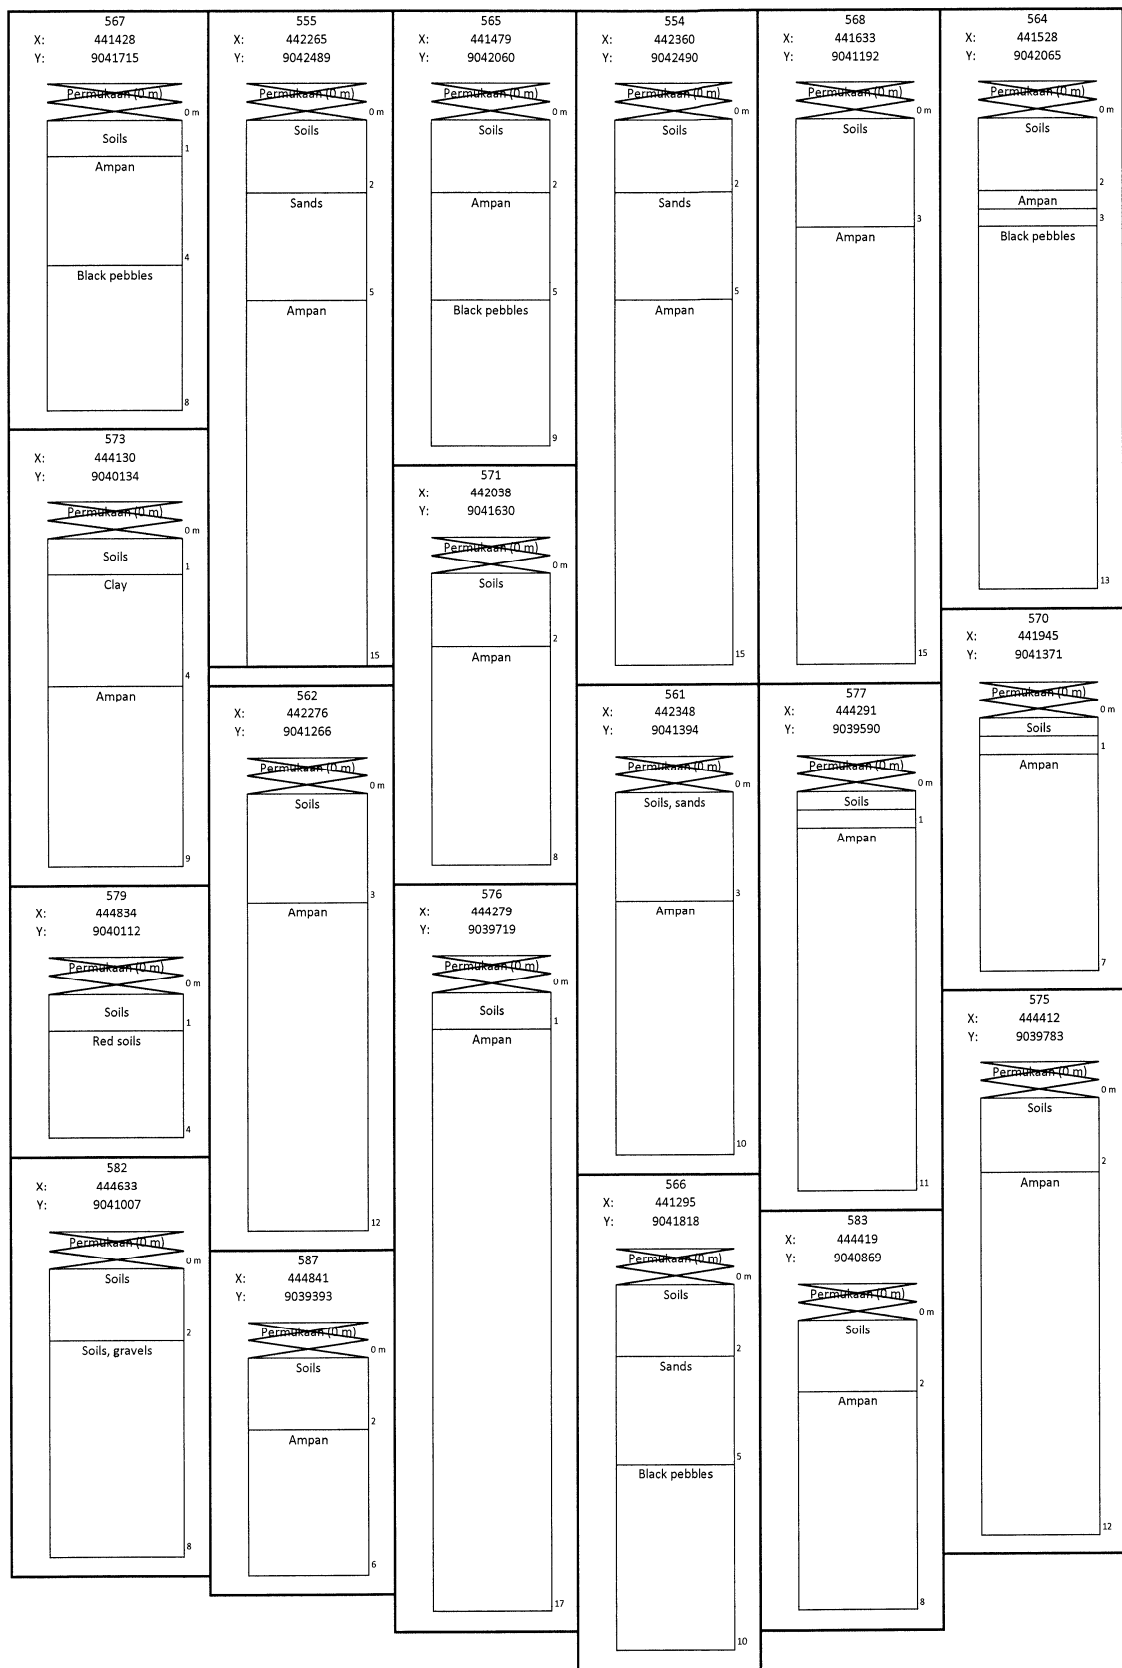 567
X: 441428
Y: 9041715
Permukaan (0 m)
0 m
Soils
1
Ampan
4
Black pebbles
8
573
X: 444130
Y: 9040134
Permukaan (0 m)
0 m
Soils
1
Clay
4
Ampan
9
579
X: 444834
Y: 9040112
Permukaan (0 m)
0 m
Soils
1
Red soils
4
582
X: 444633
Y: 9041007
Permukaan (0 m)
0 m
Soils
2
Soils, gravels
8
555
X: 442265
Y: 9042489
Permukaan (0 m)
0 m
Soils
2
Sands
5
Ampan
15
562
X: 442276
Y: 9041266
Permukaan (0 m)
0 m
Soils
3
Ampan
12
587
X: 444841
Y: 9039393
Permukaan (0 m)
0 m
Soils
2
Ampan
6
565
X: 441479
Y: 9042060
Permukaan (0 m)
0 m
Soils
2
Ampan
5
Black pebbles
9
571
X: 442038
Y: 9041630
Permukaan (0 m)
0 m
Soils
2
Ampan
8
576
X: 444279
Y: 9039719
Permukaan (0 m)
0 m
Soils
1
Ampan
17
554
X: 442360
Y: 9042490
Permukaan (0 m)
0 m
Soils
2
Sands
5
Ampan
15
561
X: 442348
Y: 9041394
Permukaan (0 m)
0 m
Soils, sands
3
Ampan
10
566
X: 441295
Y: 9041818
Permukaan (0 m)
0 m
Soils
2
Sands
5
Black pebbles
10
568
X: 441633
Y: 9041192
Permukaan (0 m)
0 m
Soils
3
Ampan
15
577
X: 444291
Y: 9039590
Permukaan (0 m)
0 m
Soils
1
Ampan
11
583
X: 444419
Y: 9040869
Permukaan (0 m)
0 m
Soils
2
Ampan
8
564
X: 441528
Y: 9042065
Permukaan (0 m)
0 m
Soils
2
Ampan
3
Black pebbles
13
570
X: 441945
Y: 9041371
Permukaan (0 m)
0 m
Soils
1
Ampan
7
575
X: 444412
Y: 9039783
Permukaan (0 m)
0 m
Soils
2
Ampan
12